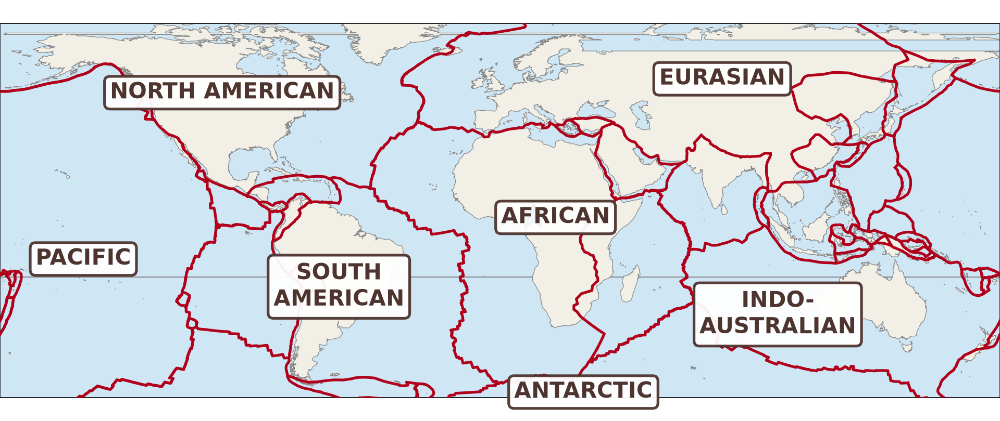 NORTH AMERICAN
EURASIAN
AFRICAN
PACIFIC
SOUTH
AMERICAN
INDO-
AUSTRALIAN
ANTARCTIC